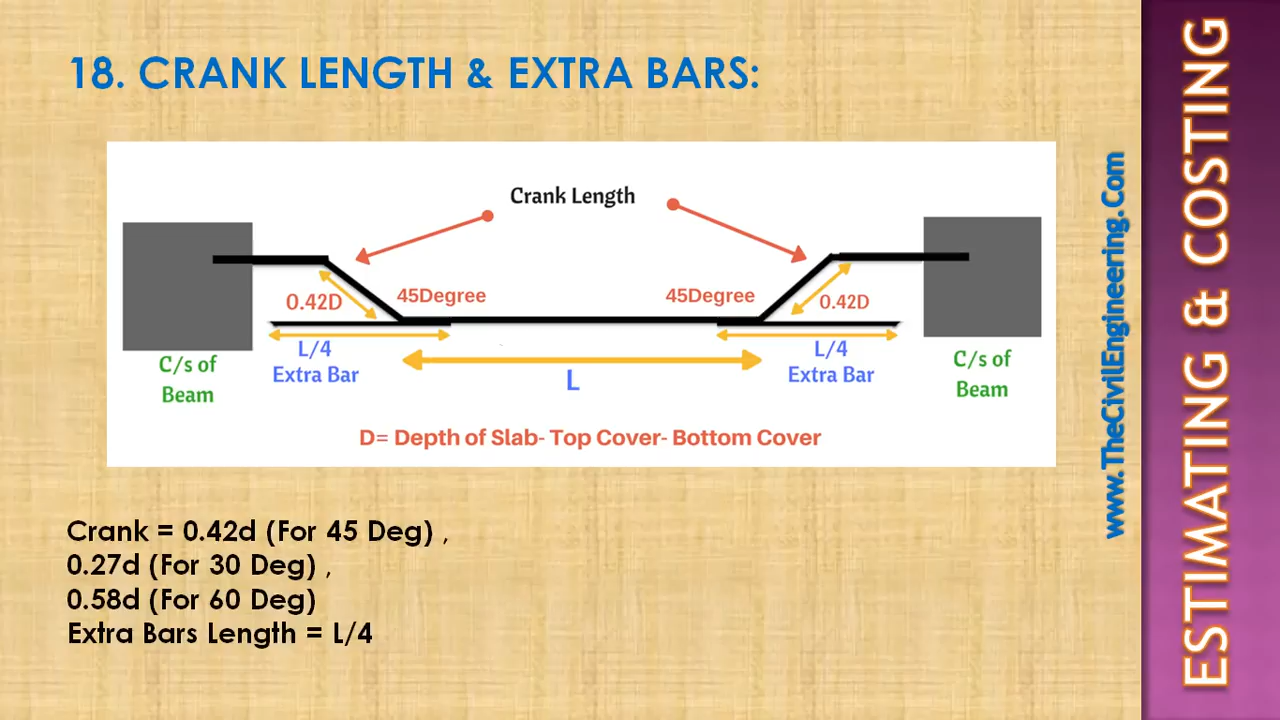 18. CRANK LENGTH & EXTRA BARS:
Crank Length
0.42D
45Degree
45Degree
0.42D
L/4
Extra Bar
L
L/4
Extra Bar
C/s of
Beam
C/s of
Beam
D= Depth of Slab- Top Cover- Bottom Cover
Crank = 0.42d (For 45 Deg) ,
0.27d (For 30 Deg) ,
0.58d (For 60 Deg)
Extra Bars Length = L/4
www.TheCivilEngineering.Com
ESTIMATING & COSTING